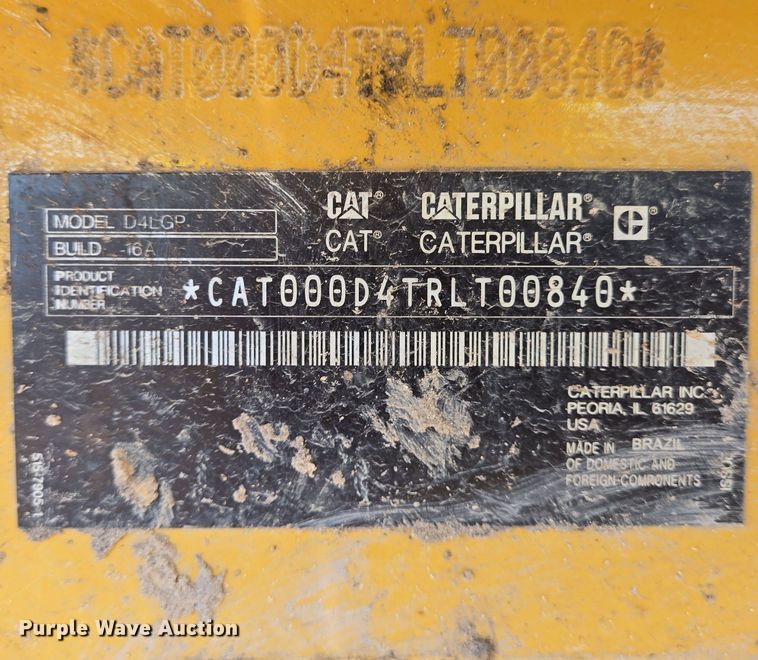 *CAT000D4TRLT00840*
MODEL D4LGP
BUILD 16A
CAT® CATERPILLAR®
CAT® CATERPILLAR®
PRODUCT IDENTIFICATION NUMBER *CAT000D4TRLT00840*
CATERPILLAR INC.
PEORIA, IL 61629
USA
MADE IN BRAZIL
OF DOMESTIC AND
FOREIGN COMPONENTS
Purple Wave Auction